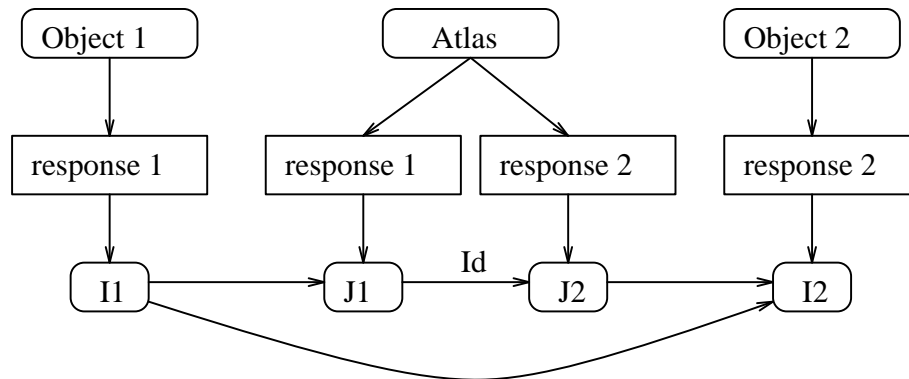 Object 1
Atlas
Object 2
response 1
response 1
response 2
response 2
I1
J1
Id
J2
I2